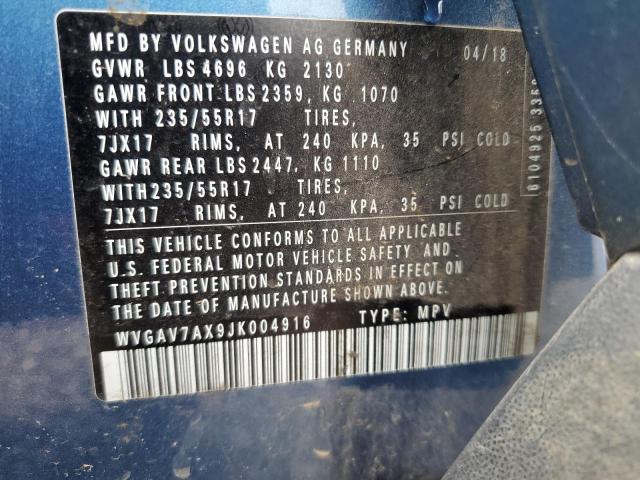 MFD BY VOLKSWAGEN AG GERMANY 04/18
GVWR LBS 4696 KG 2130
GAWR FRONT LBS 2359, KG 1070
WITH 235/55R17 TIRES,
7JX17 RIMS, AT 240 KPA, 35 PSI COLD
GAWR REAR LBS 2447, KG 1110
WITH 235/55R17 TIRES,
7JX17 RIMS, AT 240 KPA, 35 PSI COLD
THIS VEHICLE CONFORMS TO ALL APPLICABLE
U.S. FEDERAL MOTOR VEHICLE SAFETY AND
THEFT PREVENTION STANDARDS IN EFFECT ON
THE DATE OF MANUFACTURE SHOWN ABOVE
WVGAV7AX9JK004916 TYPE: MPV
6104925